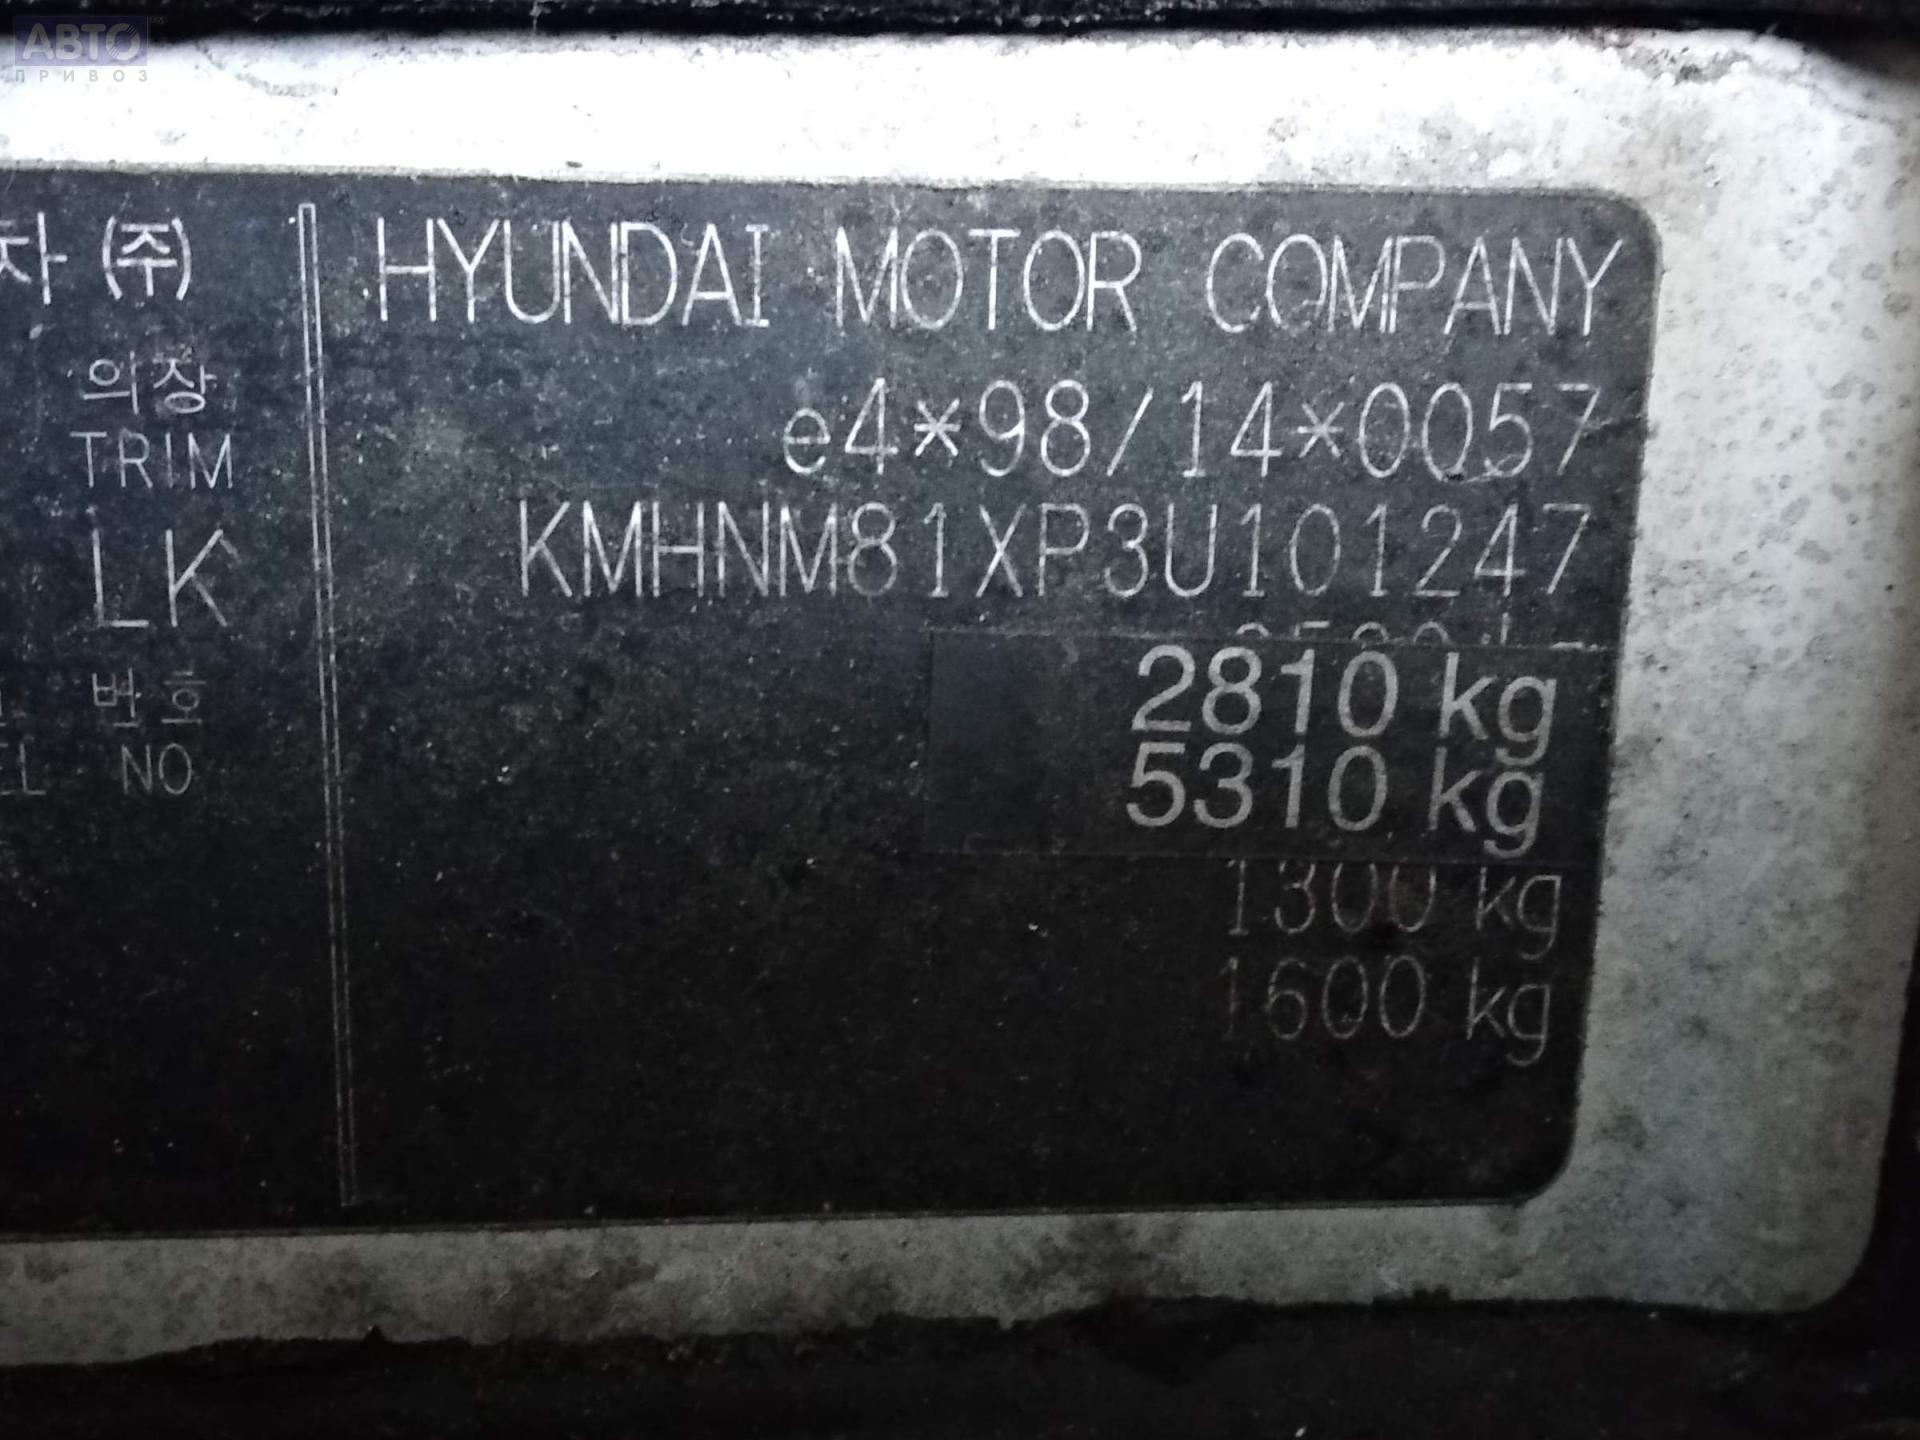 АВТО
ПРИВОЗ
차 (주)
HYUNDAI MOTOR COMPANY
의장
TRIM
e4*98/14*0057
LK
KMHNM81XP3U101247
번호
NO
2810 kg
5310 kg
1300 kg
1600 kg